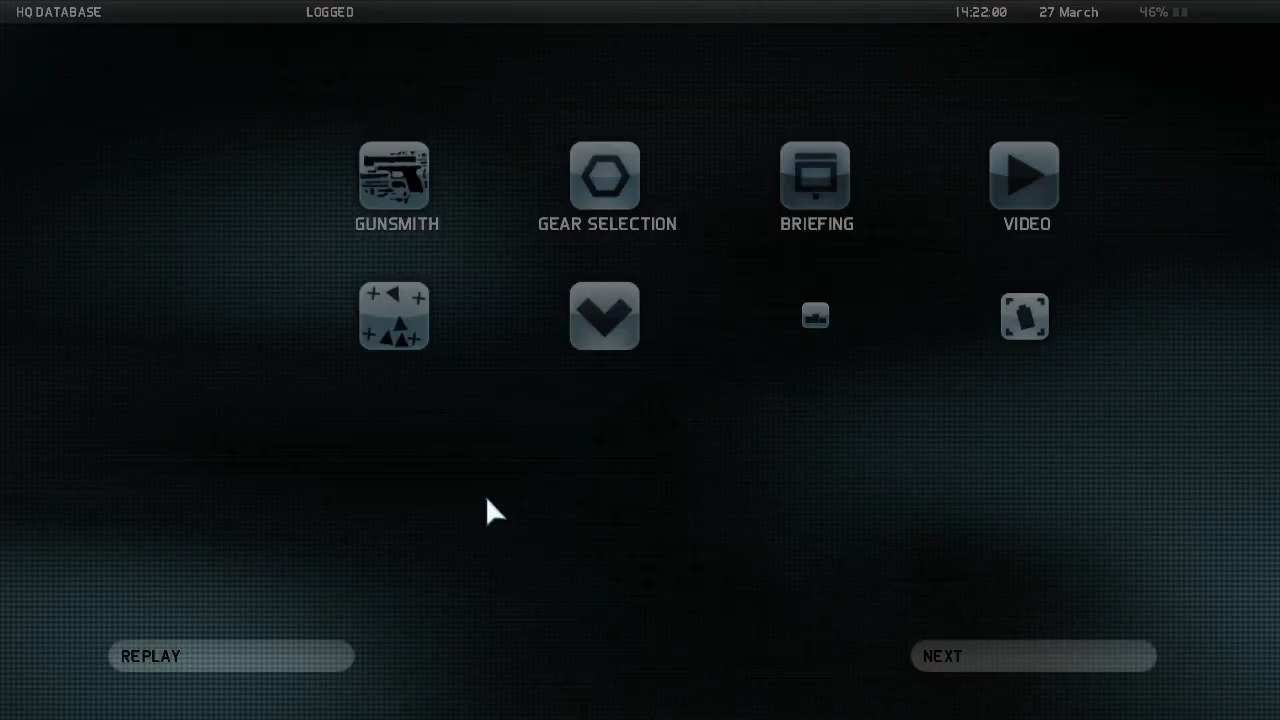 HQ DATABASE LOGGED 14:22:00 27 March 46%
GUNSMITH GEAR SELECTION BRIEFING VIDEO
REPLAY NEXT